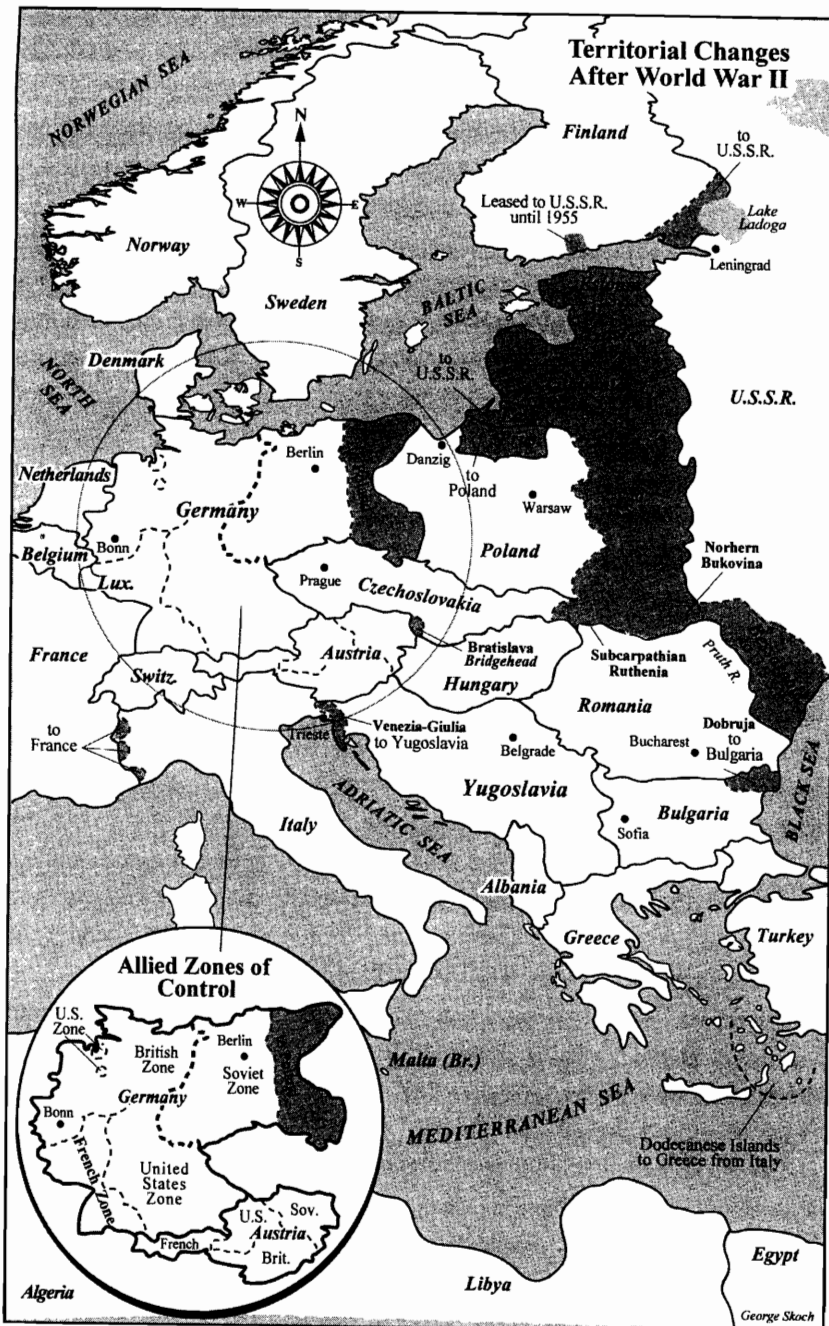 Territorial Changes
After World War II
NORWEGIAN SEA
N
W
E
S
Finland
to
U.S.S.R.
Leased to U.S.S.R.
until 1955
Lake
Ladoga
Leningrad
Norway
Sweden
BALTIC
SEA
Denmark
to
U.S.S.R.
NORTH
SEA
U.S.S.R.
Netherlands
Berlin
Danzig
to
Poland
Germany
Warsaw
Belgium
Bonn
Poland
Lux.
Prague
Czechoslovakia
Norhern
Bukovina
France
Austria
Bratislava
Bridgehead
Subcarpathian
Ruthenia
Pruth R.
Switz.
Hungary
Romania
to
France
Trieste
Venezia-Giulia
to Yugoslavia
Belgrade
Bucharest
Dobruja
to
Bulgaria
BLACK SEA
ADRIATIC SEA
Yugoslavia
Italy
Bulgaria
Sofia
Albania
Greece
Turkey
Allied Zones of
Control
U.S.
Zone
British
Zone
Berlin
Soviet
Zone
Malta (Br.)
Germany
Bonn
MEDITERRANEAN SEA
French Zone
United
States
Zone
Dodecanese Islands
to Greece from Italy
U.S.
Sov.
Austria
French
Brit.
Algeria
Libya
Egypt
George Skoch